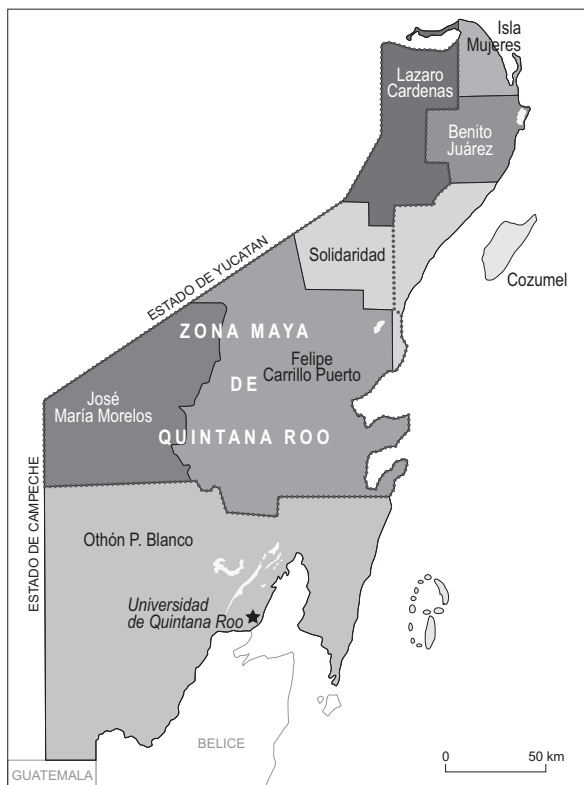 Isla
Mujeres
Lazaro
Cardenas
Benito
Juárez
Solidaridad
Cozumel
ESTADO DE YUCATAN
ZONA MAYA
Felipe
Carrillo Puerto
DE
José
María Morelos
QUINTANA ROO
ESTADO DE CAMPECHE
Othón P. Blanco
Universidad
de Quintana Roo
BELICE
GUATEMALA
0 50 km